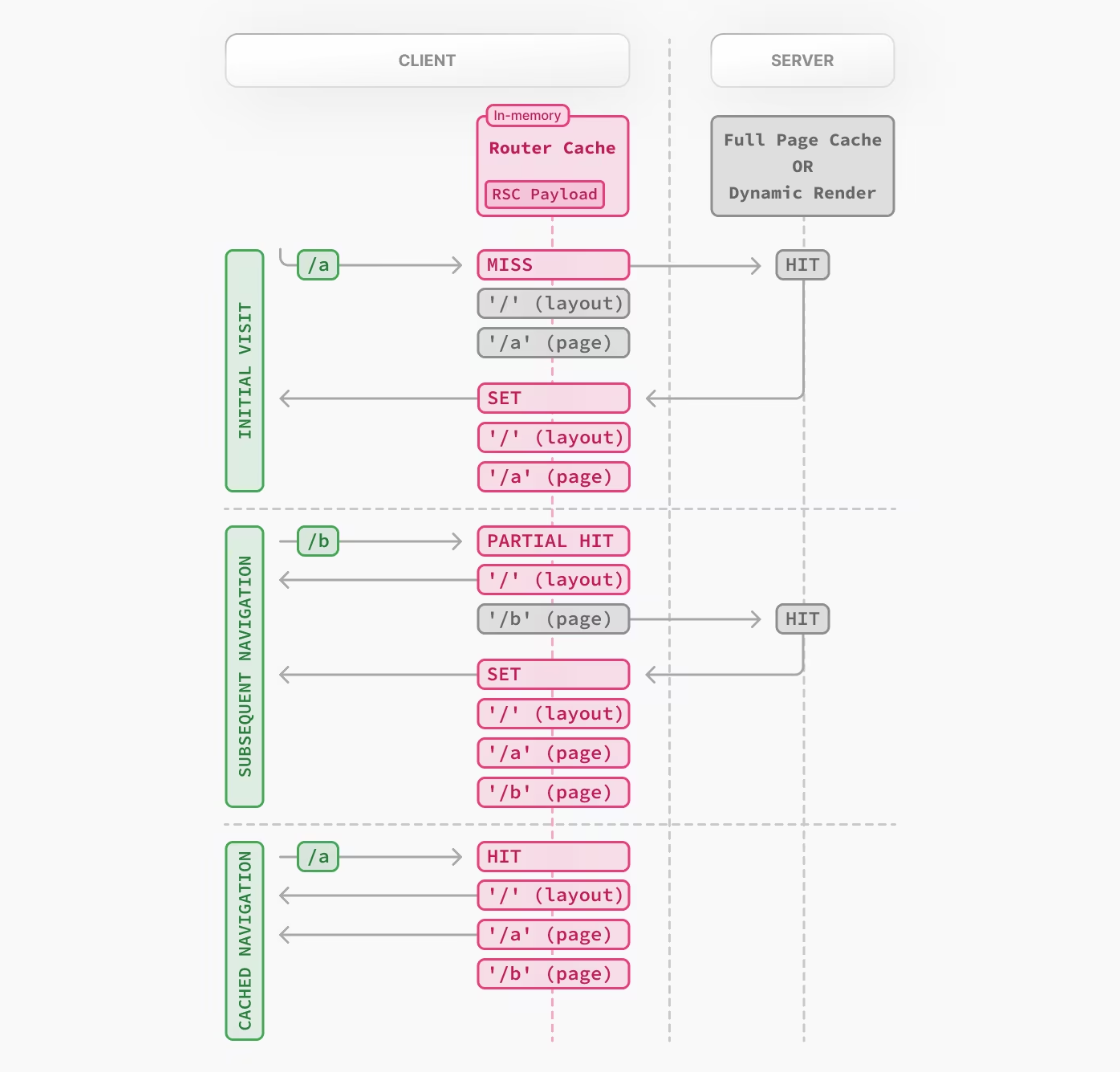 CLIENT
SERVER
In-memory
Router Cache
RSC Payload
Full Page Cache
OR
Dynamic Render
INITIAL VISIT
/a
MISS
HIT
'/' (layout)
'/a' (page)
SET
'/' (layout)
'/a' (page)
SUBSEQUENT NAVIGATION
/b
PARTIAL HIT
'/' (layout)
'/b' (page)
HIT
SET
'/' (layout)
'/a' (page)
'/b' (page)
CACHED NAVIGATION
/a
HIT
'/' (layout)
'/a' (page)
'/b' (page)